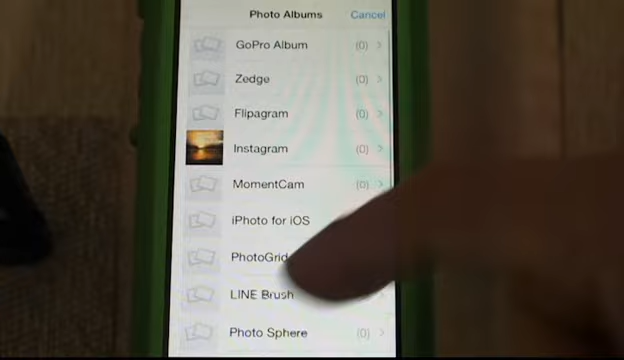 Photo Albums Cancel
GoPro Album (0)
Zedge (0)
Flipagram (0)
Instagram (0)
MomentCam (0)
iPhoto for iOS
PhotoGrid
LINE Brush
Photo Sphere (0)